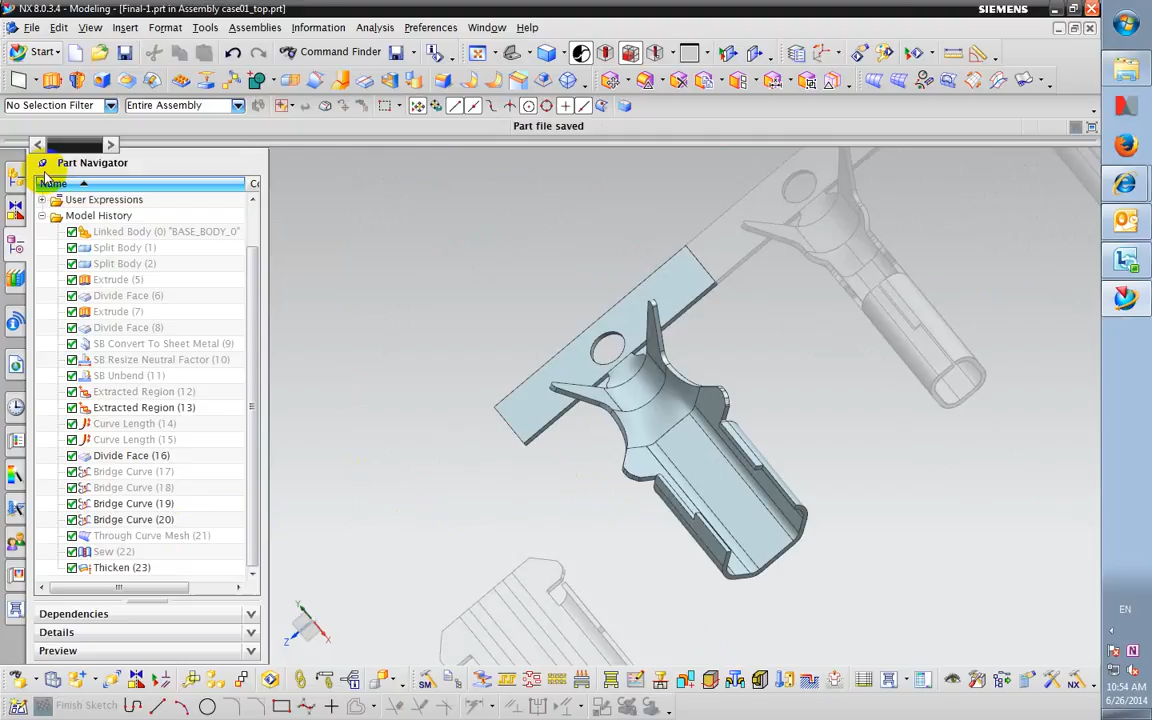 NX 8.0.3.4 - Modeling - [Final-1.prt in Assembly case01_top.prt]
SIEMENS
File Edit View Insert Format Tools Assemblies Information Analysis Preferences Window Help
Start
Command Finder
No Selection Filter
Entire Assembly
Part file saved
Part Navigator
Name
User Expressions
Model History
Linked Body (0) "BASE_BODY_0"
Split Body (1)
Split Body (2)
Extrude (5)
Divide Face (6)
Extrude (7)
Divide Face (8)
SB Convert To Sheet Metal (9)
SB Resize Neutral Factor (10)
SB Unbend (11)
Extracted Region (12)
Extracted Region (13)
Curve Length (14)
Curve Length (15)
Divide Face (16)
Bridge Curve (17)
Bridge Curve (18)
Bridge Curve (19)
Bridge Curve (20)
Through Curve Mesh (21)
Sew (22)
Thicken (23)
Dependencies
Details
Preview
Y
Z
X
SM
NX
Finish Sketch
EN
N
10:54 AM
6/26/2014